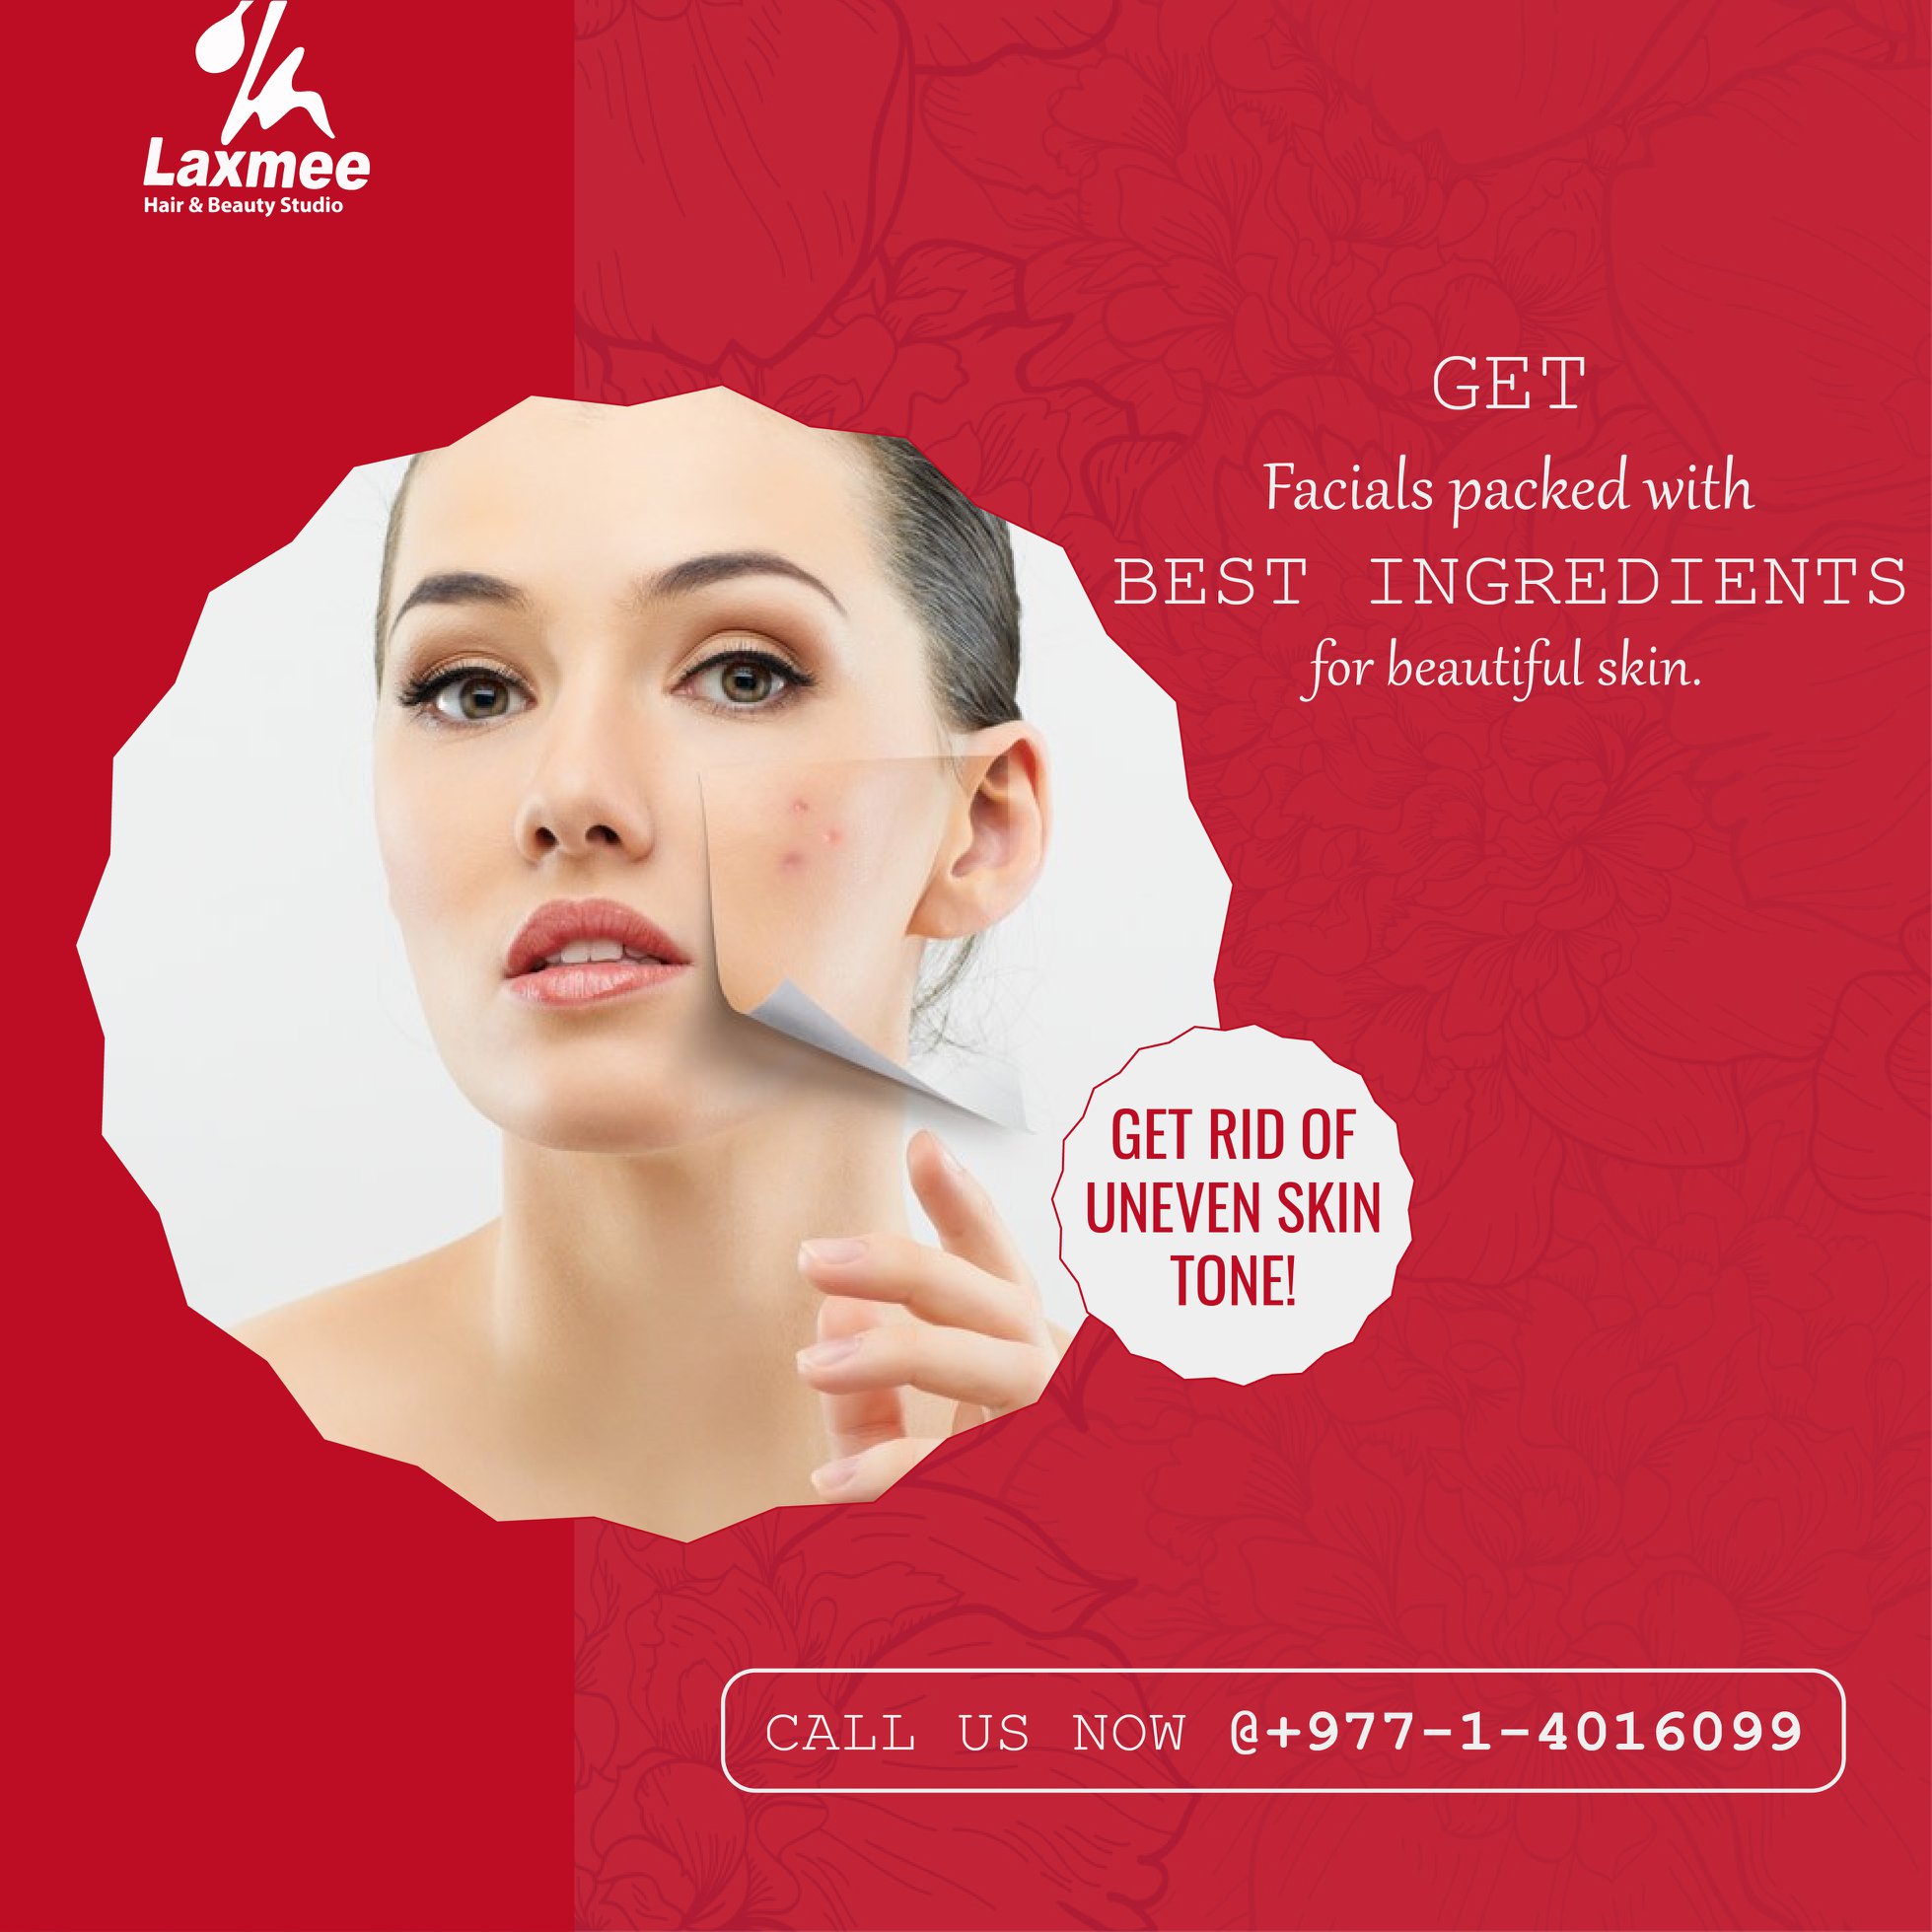 Laxmee
Hair & Beauty Studio
GET
Facials packed with
BEST INGREDIENTS
for beautiful skin.
GET RID OF
UNEVEN SKIN
TONE!
CALL US NOW @+977-1-4016099